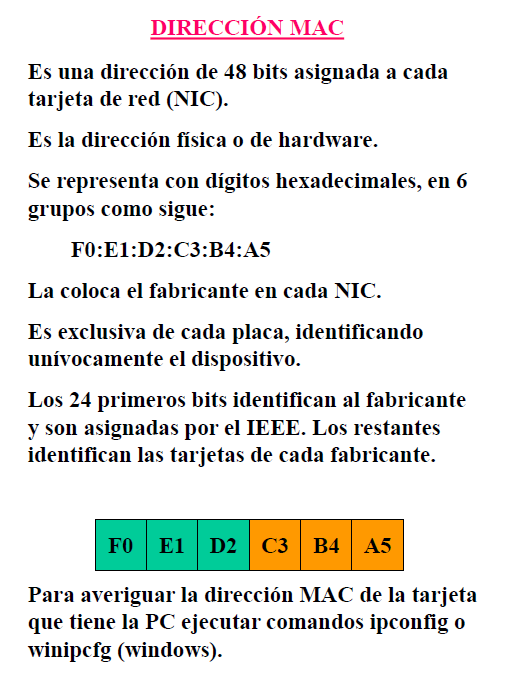 DIRECCIÓN MAC
Es una dirección de 48 bits asignada a cada
tarjeta de red (NIC).
Es la dirección física o de hardware.
Se representa con dígitos hexadecimales, en 6
grupos como sigue:
F0:E1:D2:C3:B4:A5
La coloca el fabricante en cada NIC.
Es exclusiva de cada placa, identificando
unívocamente el dispositivo.
Los 24 primeros bits identifican al fabricante
y son asignadas por el IEEE. Los restantes
identifican las tarjetas de cada fabricante.
F0 E1 D2 C3 B4 A5
Para averiguar la dirección MAC de la tarjeta
que tiene la PC ejecutar comandos ipconfig o
winipcfg (windows).